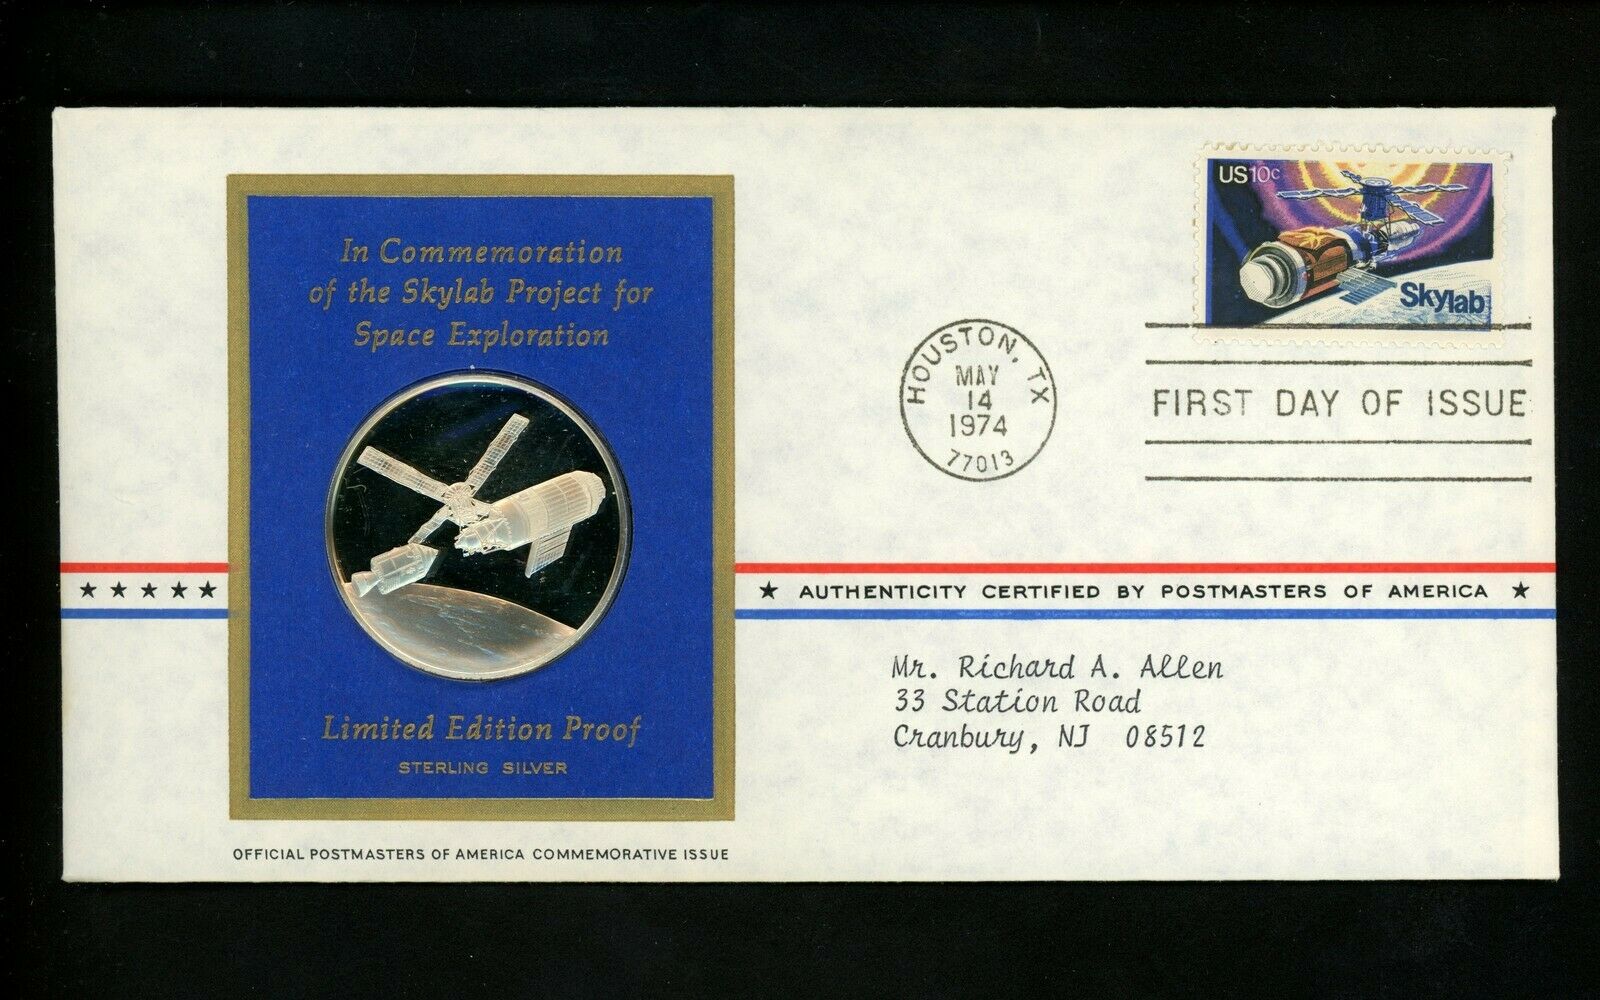 In Commemoration
of the Skylab Project for
Space Exploration
Limited Edition Proof
STERLING SILVER
OFFICIAL POSTMASTERS OF AMERICA COMMEMORATIVE ISSUE
US10c
Skylab
HOUSTON, TX
MAY
14
1974
77013
FIRST DAY OF ISSUE
★ ★ ★ ★ ★
★ AUTHENTICITY CERTIFIED BY POSTMASTERS OF AMERICA ★
Mr. Richard A. Allen
33 Station Road
Cranbury, NJ 08512